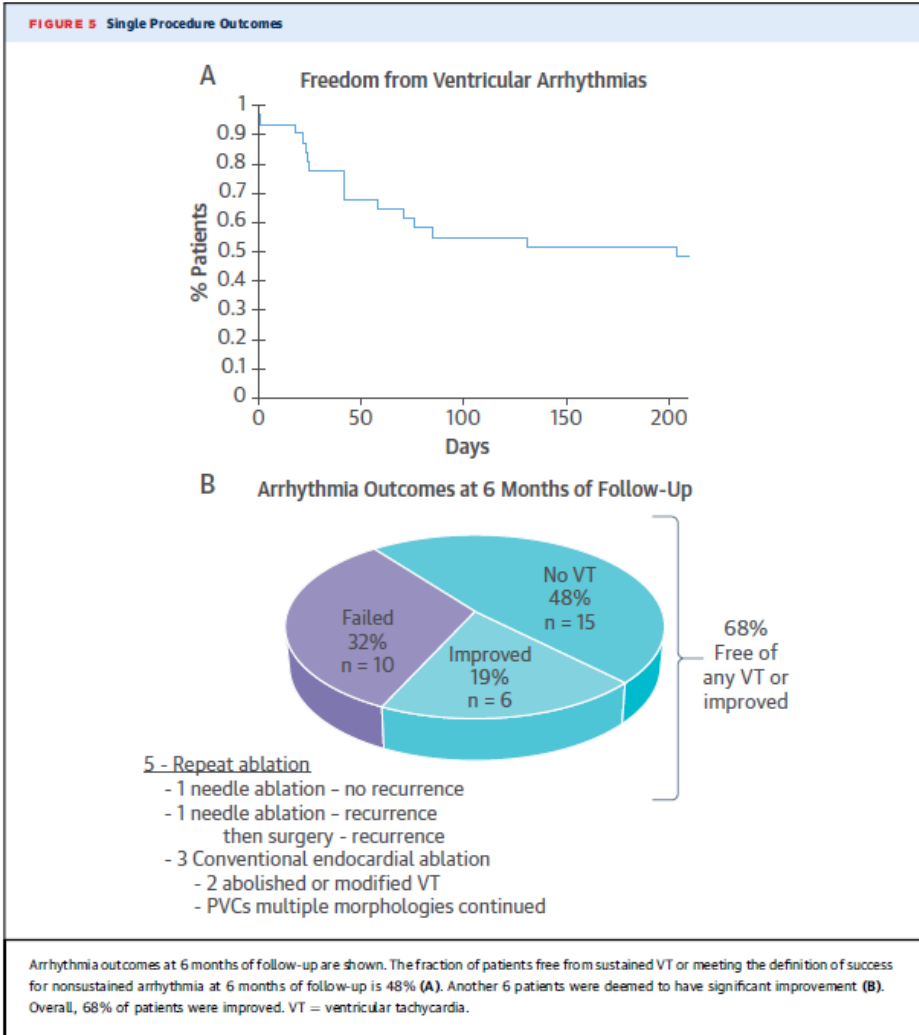 FIGURE 5 Single Procedure Outcomes
A
Freedom from Ventricular Arrhythmias
1
0.9
0.8
0.7
0.6
0.5
0.4
0.3
0.2
0.1
0
% Patients
0 50 100 150 200
Days
B
Arrhythmia Outcomes at 6 Months of Follow-Up
No VT
48%
n = 15
Failed
32%
n = 10
Improved
19%
n = 6
68%
Free of
any VT or
improved
5 - Repeat ablation
- 1 needle ablation – no recurrence
- 1 needle ablation – recurrence
then surgery - recurrence
- 3 Conventional endocardial ablation
- 2 abolished or modified VT
- PVCs multiple morphologies continued
Arrhythmia outcomes at 6 months of follow-up are shown. The fraction of patients free from sustained VT or meeting the definition of success
for nonsustained arrhythmia at 6 months of follow-up is 48% (A). Another 6 patients were deemed to have significant improvement (B).
Overall, 68% of patients were improved. VT = ventricular tachycardia.